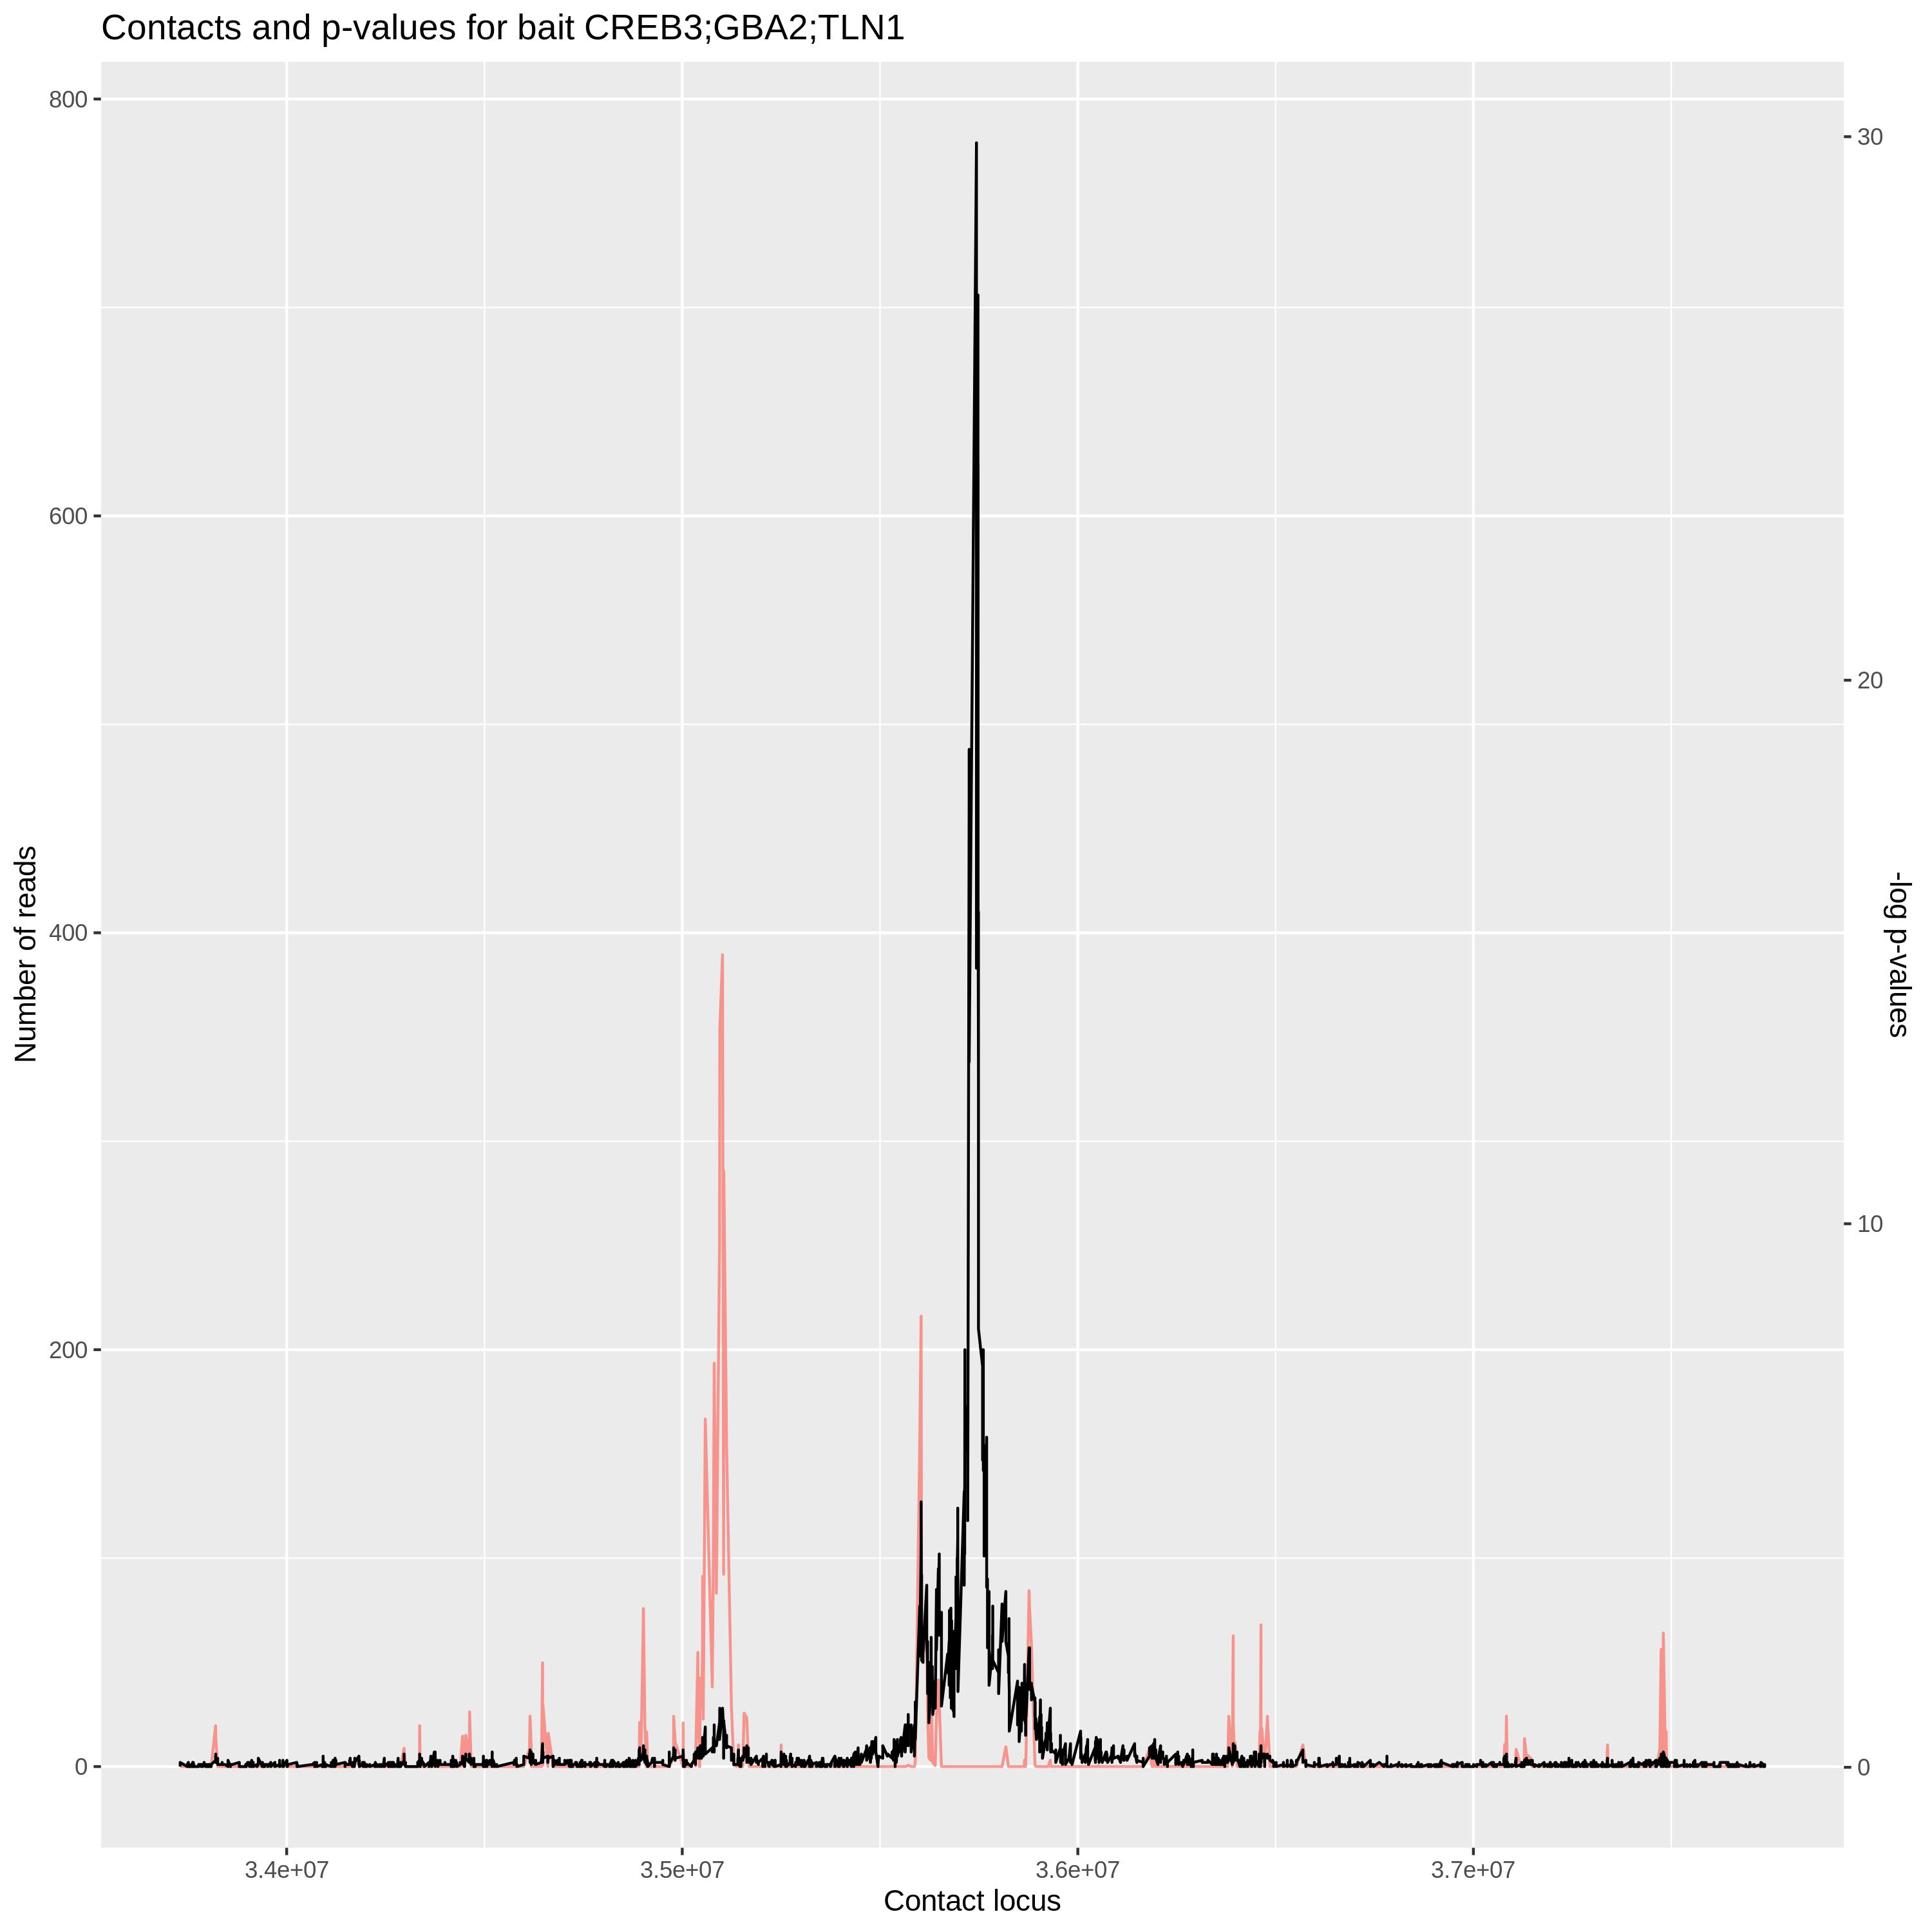 Contacts and p-values for bait CREB3;GBA2;TLN1
800
600
400
200
0
Number of reads
30
20
10
0
-log p-values
3.4e+07
3.5e+07
3.6e+07
3.7e+07
Contact locus